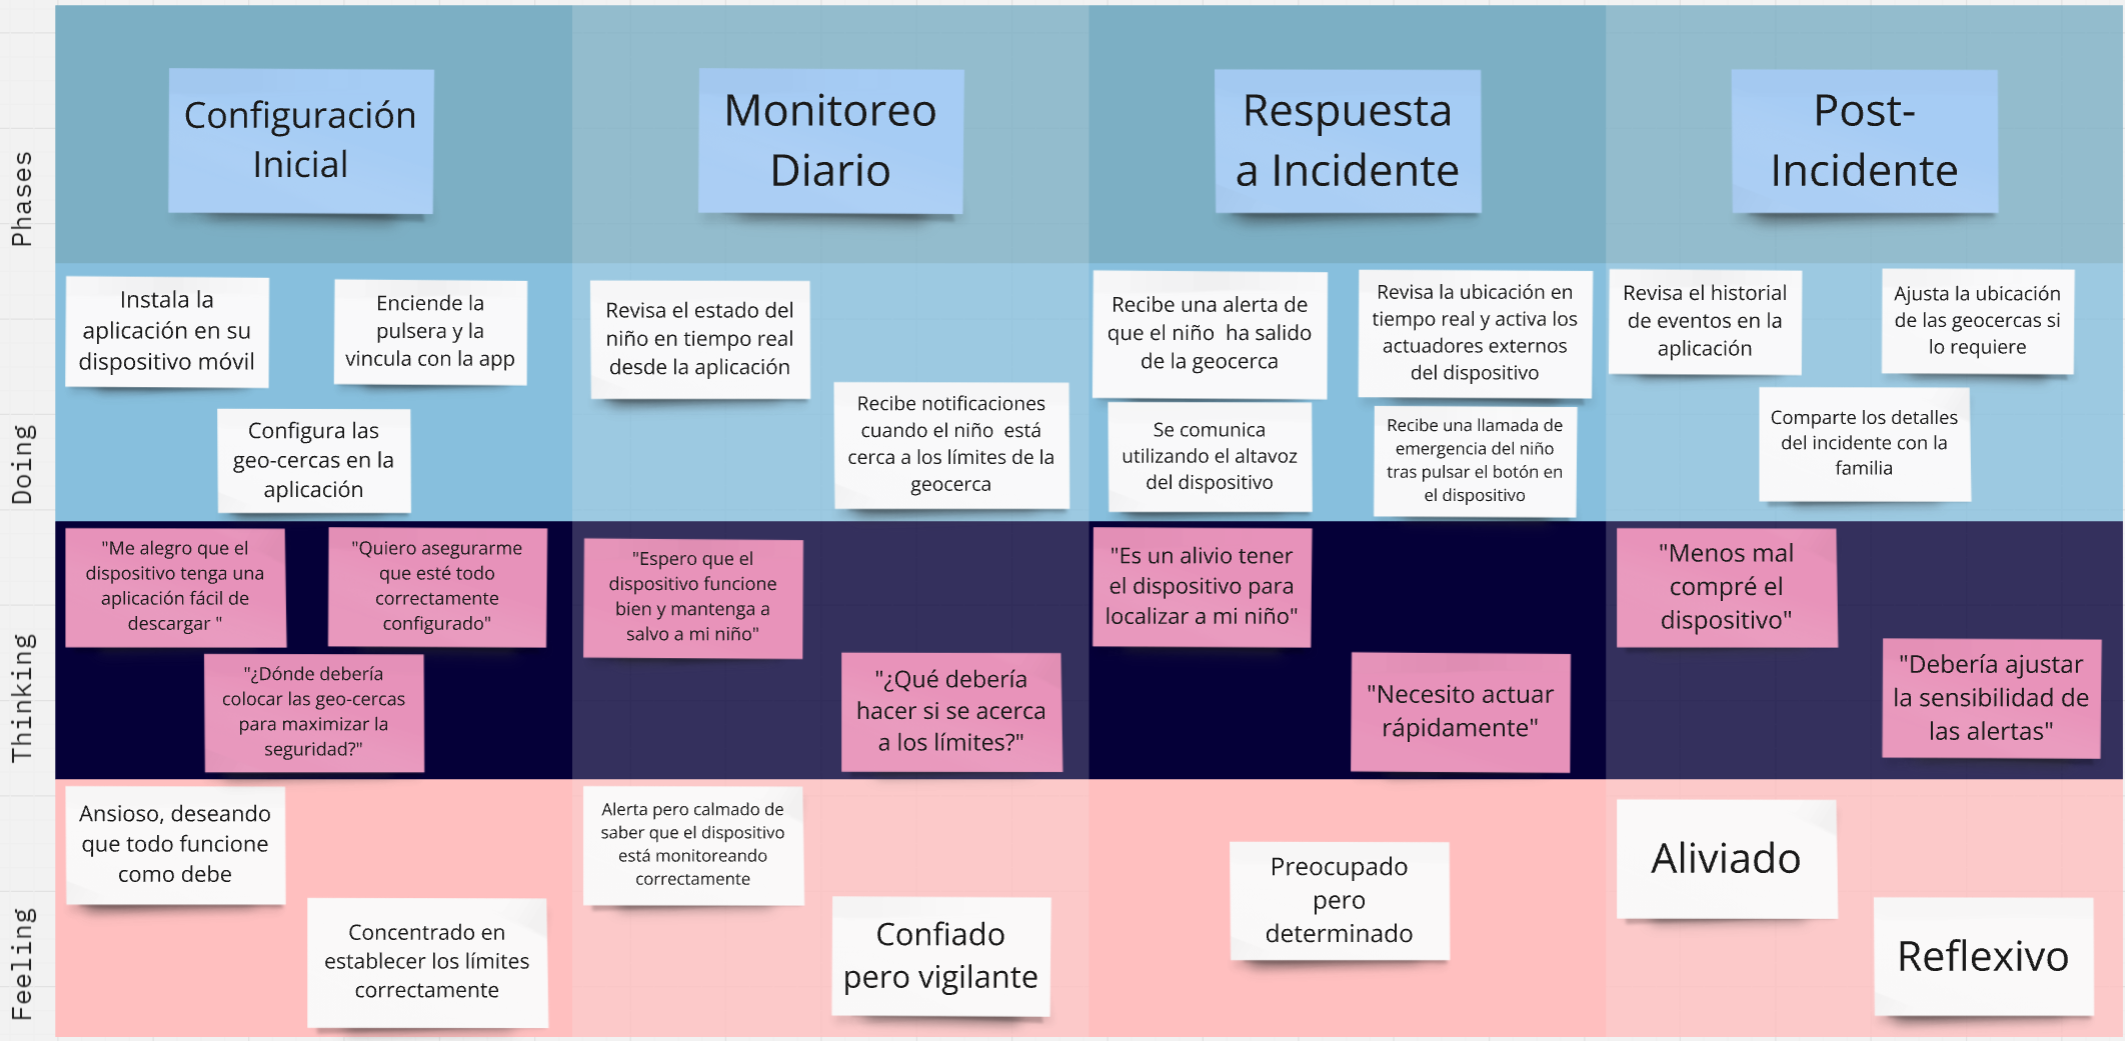 Phases
Configuración
Inicial
Monitoreo
Diario
Respuesta
a Incidente
Post-
Incidente
Doing
Instala la
aplicación en su
dispositivo móvil
Enciende la
pulsera y la
vincula con la app
Configura las
geo-cercas en la
aplicación
Revisa el estado del
niño en tiempo real
desde la aplicación
Recibe notificaciones
cuando el niño  está
cerca a los límites de la
geocerca
Recibe una alerta de
que el niño  ha salido
de la geocerca
Revisa la ubicación en
tiempo real y activa los
actuadores externos
del dispositivo
Se comunica
utilizando el altavoz
del dispositivo
Recibe una llamada de
emergencia del niño
tras pulsar el botón en
el dispositivo
Revisa el historial
de eventos en la
aplicación
Ajusta la ubicación
de las geocercas si
lo requiere
Comparte los detalles
del incidente con la
familia
Thinking
"Me alegro que el
dispositivo tenga una
aplicación fácil de
descargar "
"Quiero asegurarme
que esté todo
correctamente
configurado"
"¿Dónde debería
colocar las geo-cercas
para maximizar la
seguridad?"
"Espero que el
dispositivo funcione
bien y mantenga a
salvo a mi niño"
"¿Qué debería
hacer si se acerca
a los límites?"
"Es un alivio tener
el dispositivo para
localizar a mi niño"
"Necesito actuar
rápidamente"
"Menos mal
compré el
dispositivo"
"Debería ajustar
la sensibilidad de
las alertas"
Feeling
Ansioso, deseando
que todo funcione
como debe
Concentrado en
establecer los límites
correctamente
Alerta pero calmado de
saber que el dispositivo
está monitoreando
correctamente
Confiado
pero vigilante
Preocupado
pero
determinado
Aliviado
Reflexivo